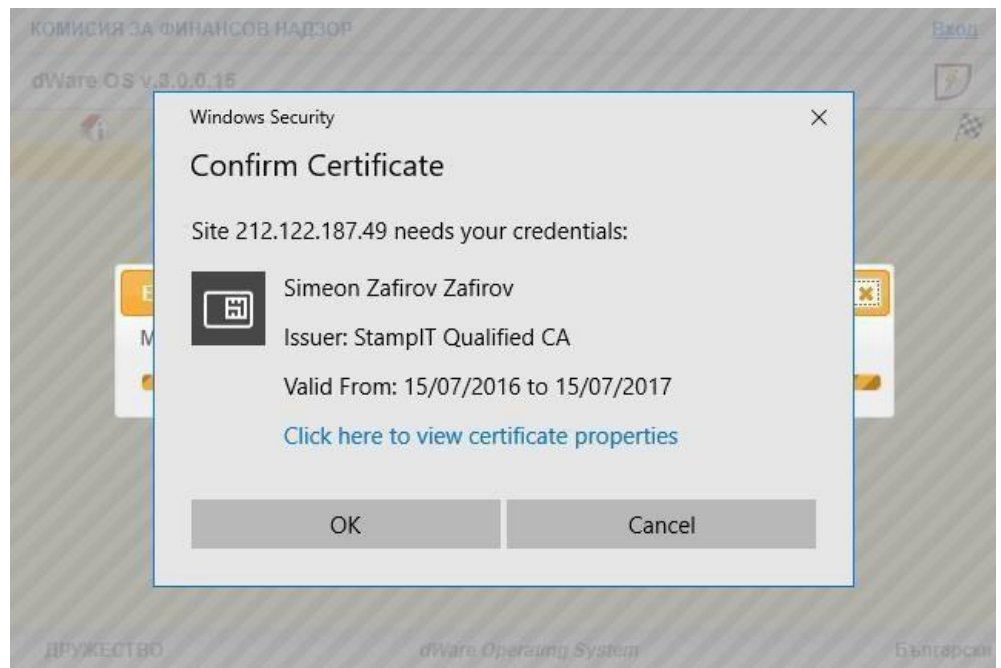 КОМИСИЯ ЗА ФИНАНСОВ НАДЗОР
Вход
dWare OS v.3.0.0.16
Windows Security
Confirm Certificate
Site 212.122.187.49 needs your credentials:
Simeon Zafirov Zafirov
Issuer: StampIT Qualified CA
Valid From: 15/07/2016 to 15/07/2017
Click here to view certificate properties
OK
Cancel
ДРУЖЕСТВО
dWare Operating System
Български